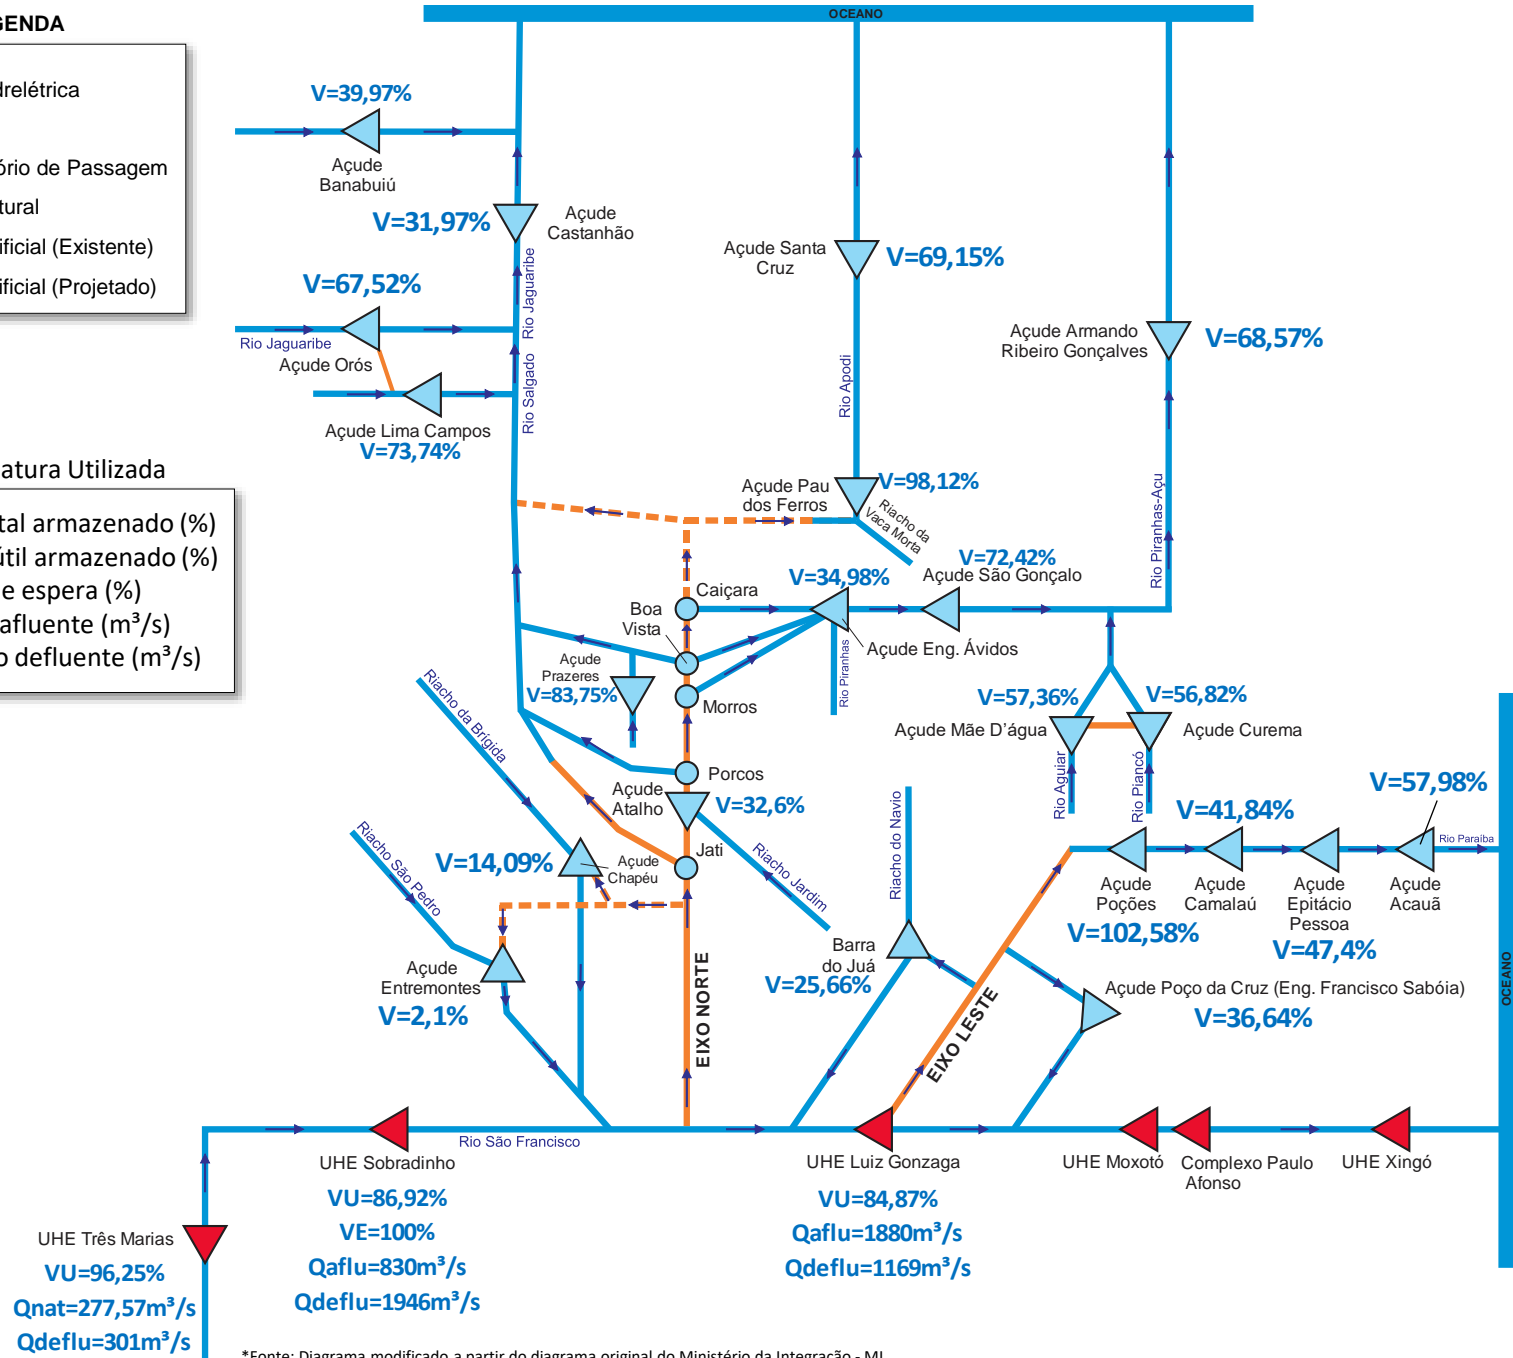 OCEANO
GENDA
drelétrica
ório de Passagem
tural
ificial (Existente)
ificial (Projetado)
V=39,97%
Açude
Banabuiú
V=31,97%
Açude
Castanhão
V=67,52%
Rio Jaguaribe
Açude Orós
Rio Jaguaribe
Rio Salgado
Açude Lima Campos
V=73,74%
Açude Santa
Cruz
V=69,15%
Rio Apodi
Açude Armando
Ribeiro Gonçalves
V=68,57%
Rio Piranhas-Açu
atura Utilizada
tal armazenado (%)
útil armazenado (%)
e espera (%)
afluente (m³/s)
o defluente (m³/s)
Açude Pau
dos Ferros
V=98,12%
Riacho da
Vaca Morta
V=72,42%
Açude São Gonçalo
V=34,98%
Caiçara
Boa
Vista
Açude Eng. Ávidos
Rio Piranhas
Açude
Prazeres
V=83,75%
Morros
V=57,36%
V=56,82%
Açude Mãe D'água
Açude Curema
Rio Aguiar
Rio Piancó
Riacho da Brígida
Porcos
Açude
Atalho
V=32,6%
Riacho do Navio
V=57,98%
V=41,84%
Rio Paraíba
Riacho São Pedro
V=14,09%
Açude
Chapéu
Jati
Riacho Jardim
Açude
Poções
Açude
Camalaú
Açude
Epitácio
Pessoa
Açude
Acauã
V=102,58%
V=47,4%
Barra
do Juá
V=25,66%
Açude
Entremontes
V=2,1%
EIXO NORTE
EIXO LESTE
Açude Poço da Cruz (Eng. Francisco Sabóia)
V=36,64%
OCEANO
Rio São Francisco
UHE Sobradinho
VU=86,92%
VE=100%
Qaflu=830m³/s
Qdeflu=1946m³/s
UHE Luiz Gonzaga
VU=84,87%
Qaflu=1880m³/s
Qdeflu=1169m³/s
UHE Moxotó
Complexo Paulo
Afonso
UHE Xingó
UHE Três Marias
VU=96,25%
Qnat=277,57m³/s
Qdeflu=301m³/s
*Fonte: Diagrama modificado a partir do diagrama original do Ministério da Integração - MI